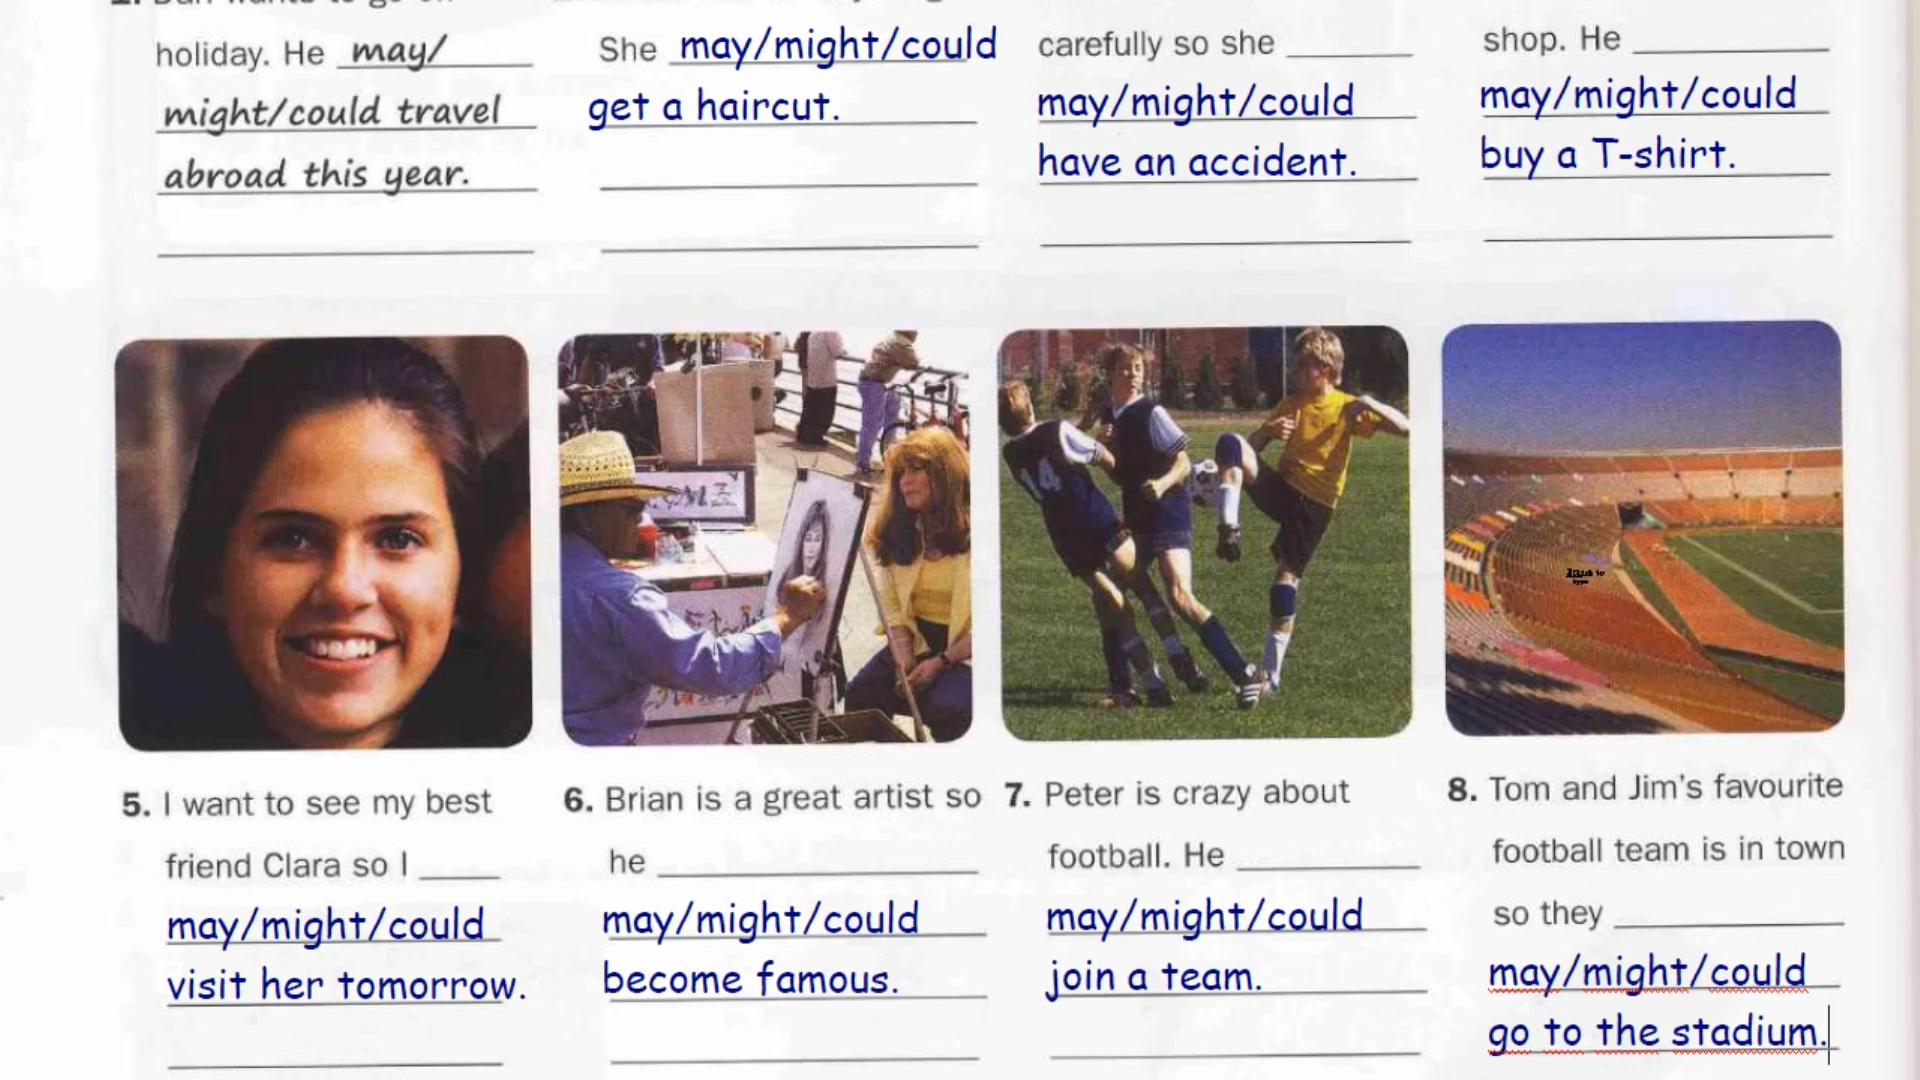 holiday. He may/
might/could travel
abroad this year.
She may/might/could
get a haircut.
carefully so she
may/might/could
have an accident.
shop. He
may/might/could
buy a T-shirt.
14
5. I want to see my best
friend Clara so I
may/might/could
visit her tomorrow.
6. Brian is a great artist so
he
may/might/could
become famous.
7. Peter is crazy about
football. He
may/might/could
join a team.
8. Tom and Jim's favourite
football team is in town
so they
may/might/could
go to the stadium.